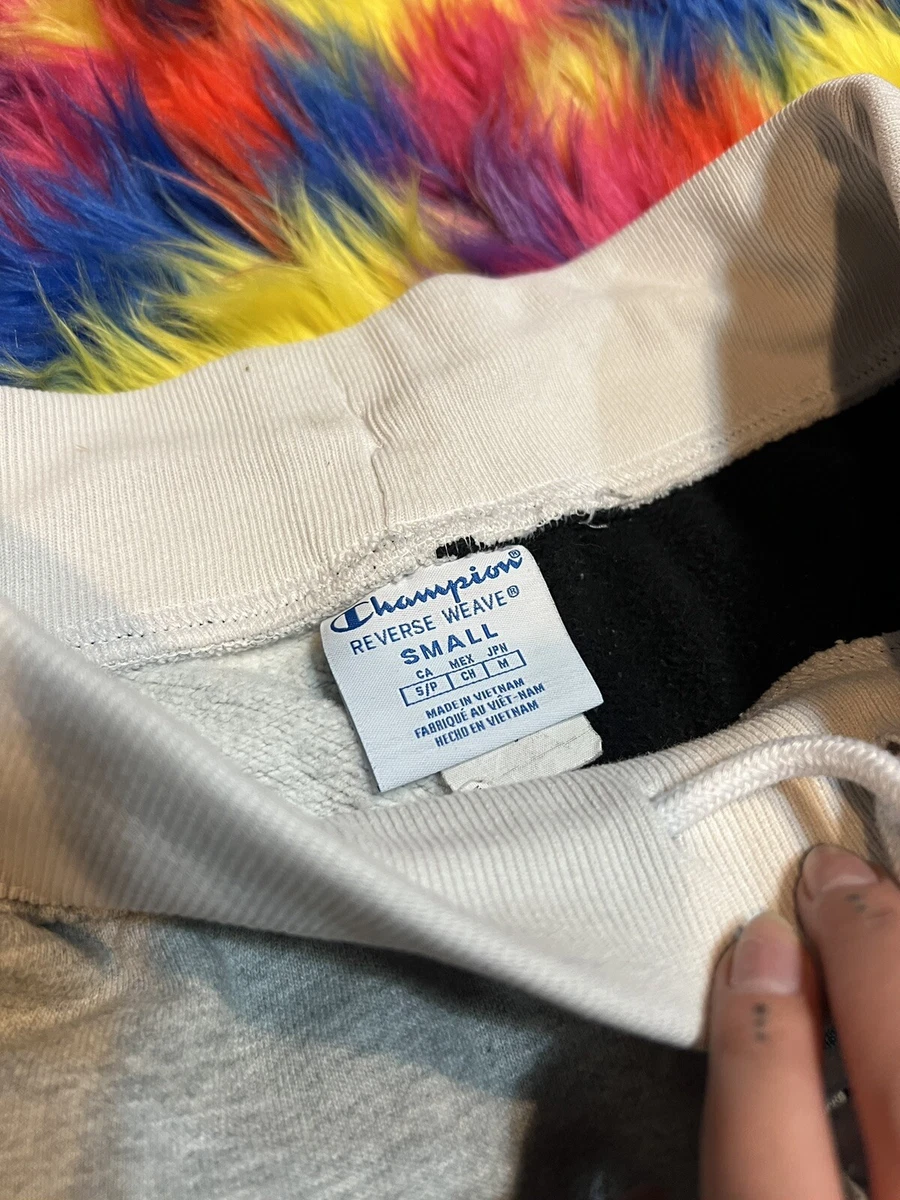 Champion®
REVERSE WEAVE®
SMALL
CA MEX JPN
S/P CH M
MADE IN VIETNAM
FABRIQUÉ AU VIÊT-NAM
HECHO EN VIETNAM